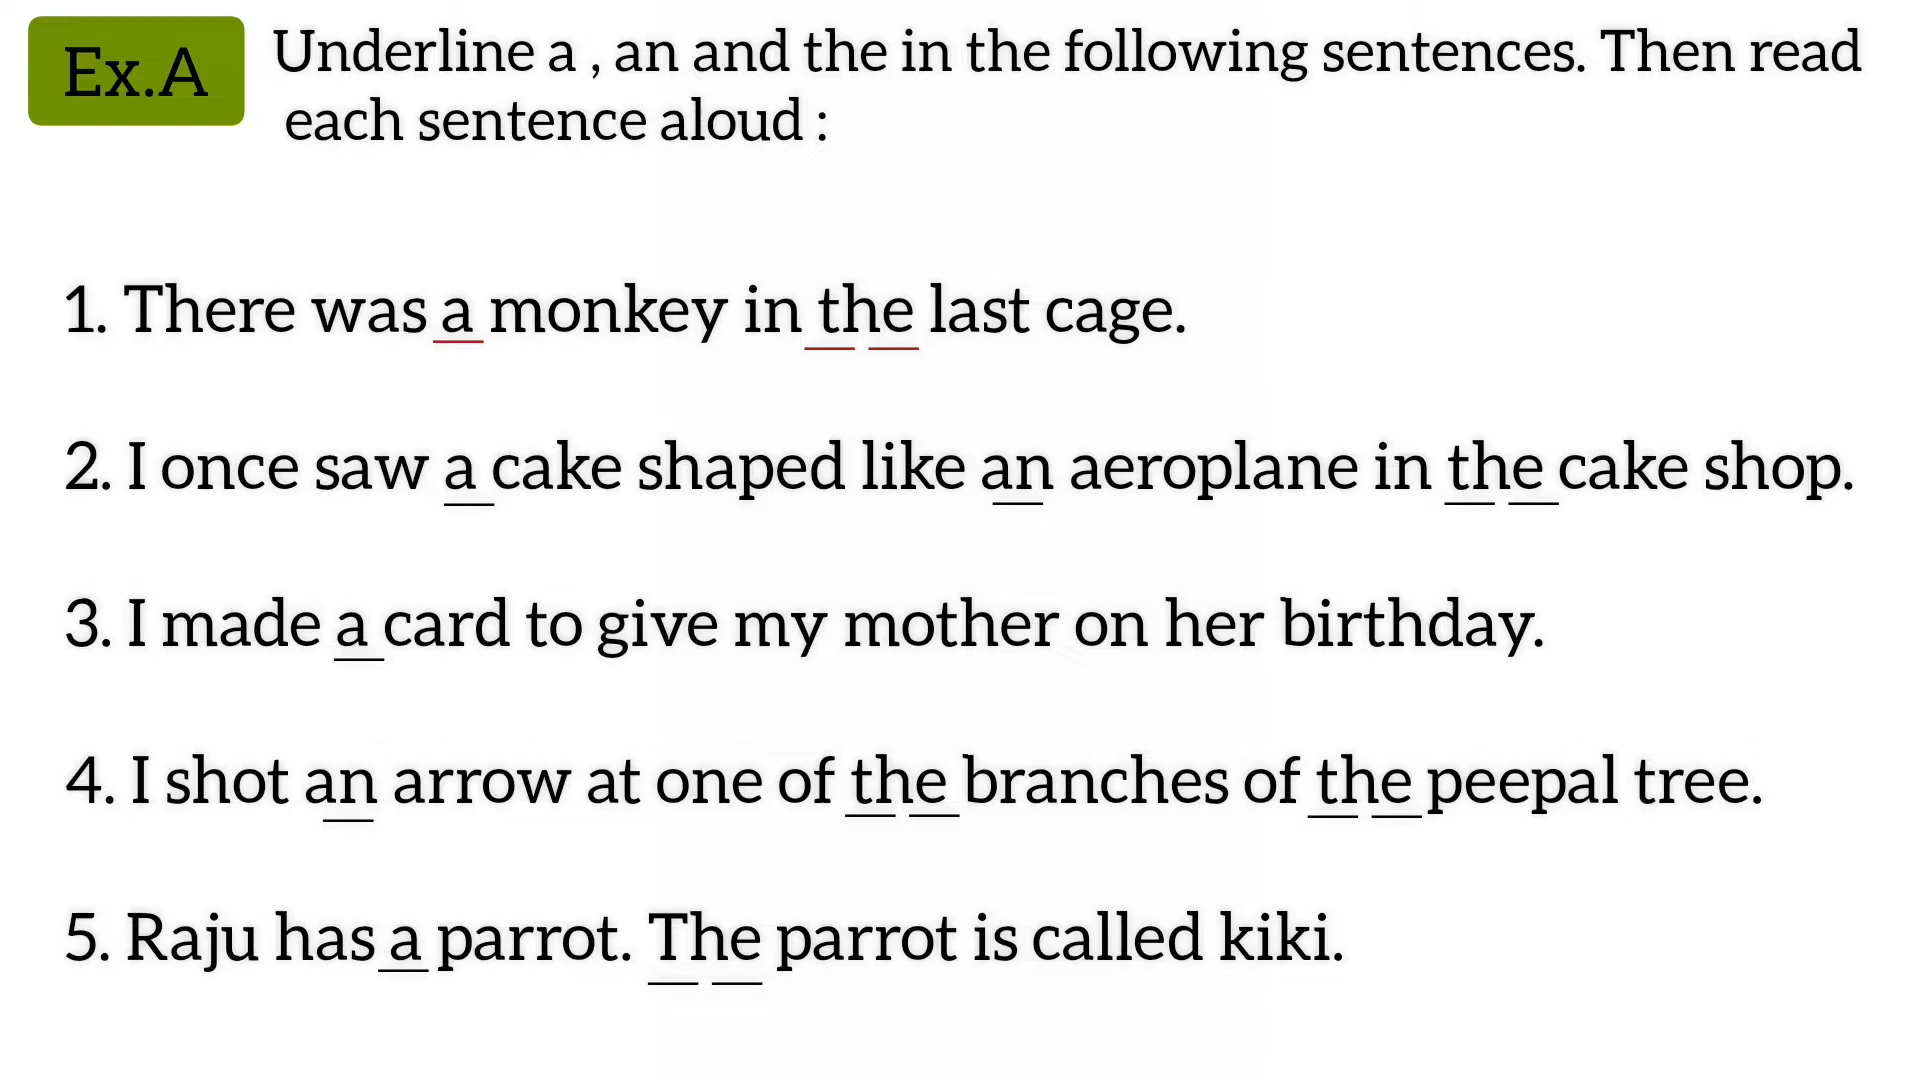 Ex.A
Underline a , an and the in the following sentences. Then read
each sentence aloud :
1. There was a monkey in the last cage.
2. I once saw a cake shaped like an aeroplane in the cake shop.
3. I made a card to give my mother on her birthday.
4. I shot an arrow at one of the branches of the peepal tree.
5. Raju has a parrot. The parrot is called kiki.